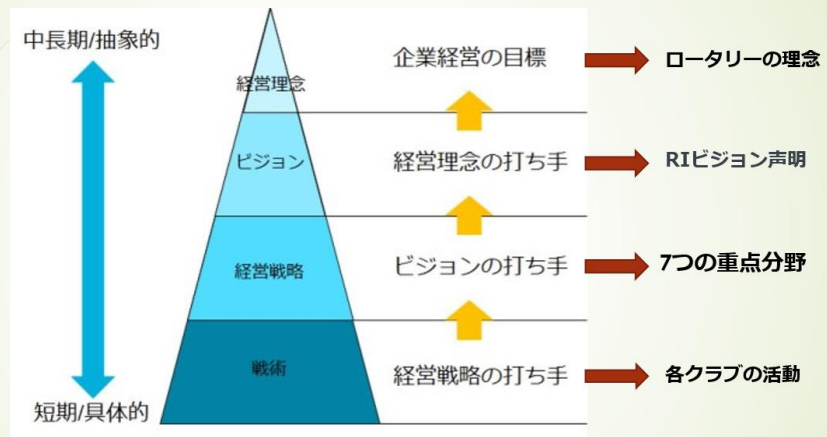 中長期/抽象的
経営理念
企業経営の目標
ロータリーの理念
ビジョン
経営理念の打ち手
RIビジョン声明
経営戦略
ビジョンの打ち手
7つの重点分野
戦術
経営戦略の打ち手
各クラブの活動
短期/具体的